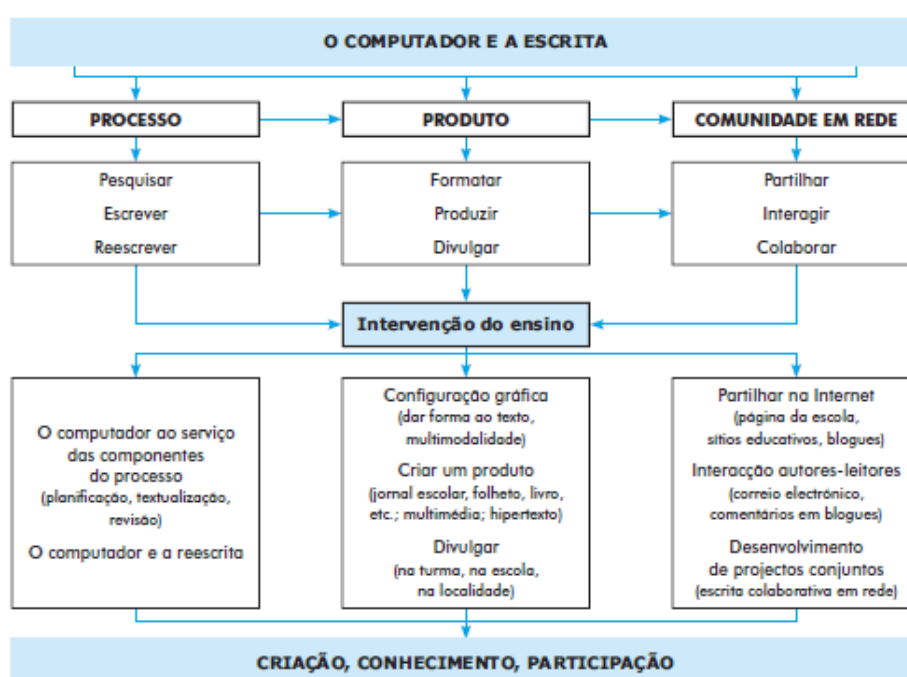 O COMPUTADOR E A ESCRITA
PROCESSO
PRODUTO
COMUNIDADE EM REDE
Pesquisar
Escrever
Reescrever
Formatar
Produzir
Divulgar
Partilhar
Interagir
Colaborar
Intervenção do ensino
O computador ao serviço
das componentes
do processo
(planificação, textualização,
revisão)
O computador e a reescrita
Configuração gráfica
(dar forma ao texto,
multimodalidade)
Criar um produto
(jornal escolar, folheto, livro,
etc.; multimédia; hipertexto)
Divulgar
(na turma, na escola,
na localidade)
Partilhar na Internet
(página da escola,
sítios educativos, blogues)
Interacção autores-leitores
(correio electrónico,
comentários em blogues)
Desenvolvimento
de projectos conjuntos
(escrita colaborativa em rede)
CRIAÇÃO, CONHECIMENTO, PARTICIPAÇÃO